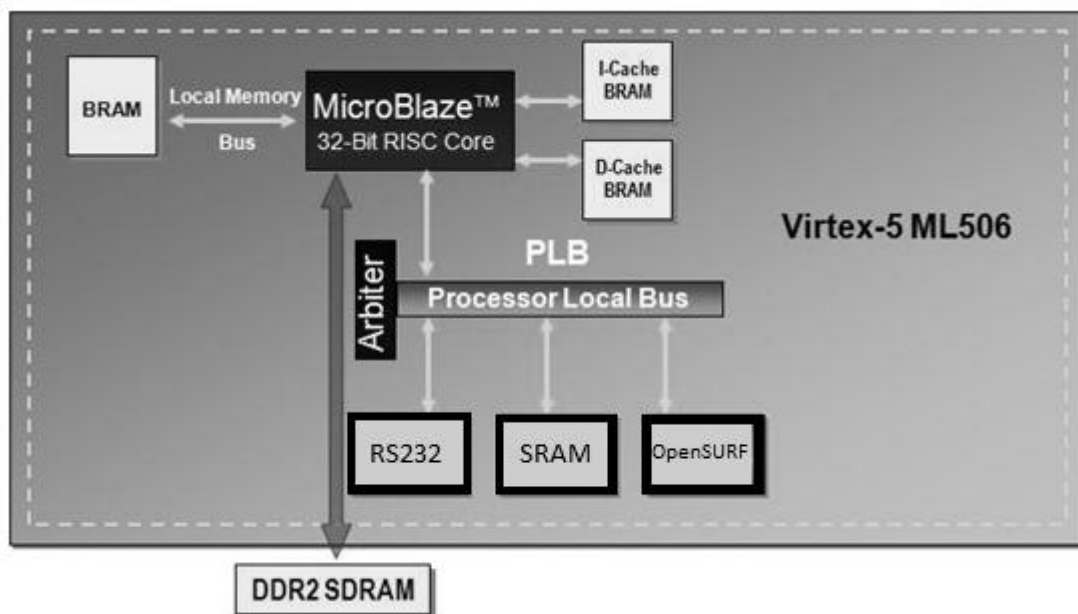 BRAM
Local Memory
Bus
MicroBlaze™
32-Bit RISC Core
I-Cache
BRAM
D-Cache
BRAM
Virtex-5 ML506
PLB
Arbiter
Processor Local Bus
RS232
SRAM
OpenSURF
DDR2 SDRAM